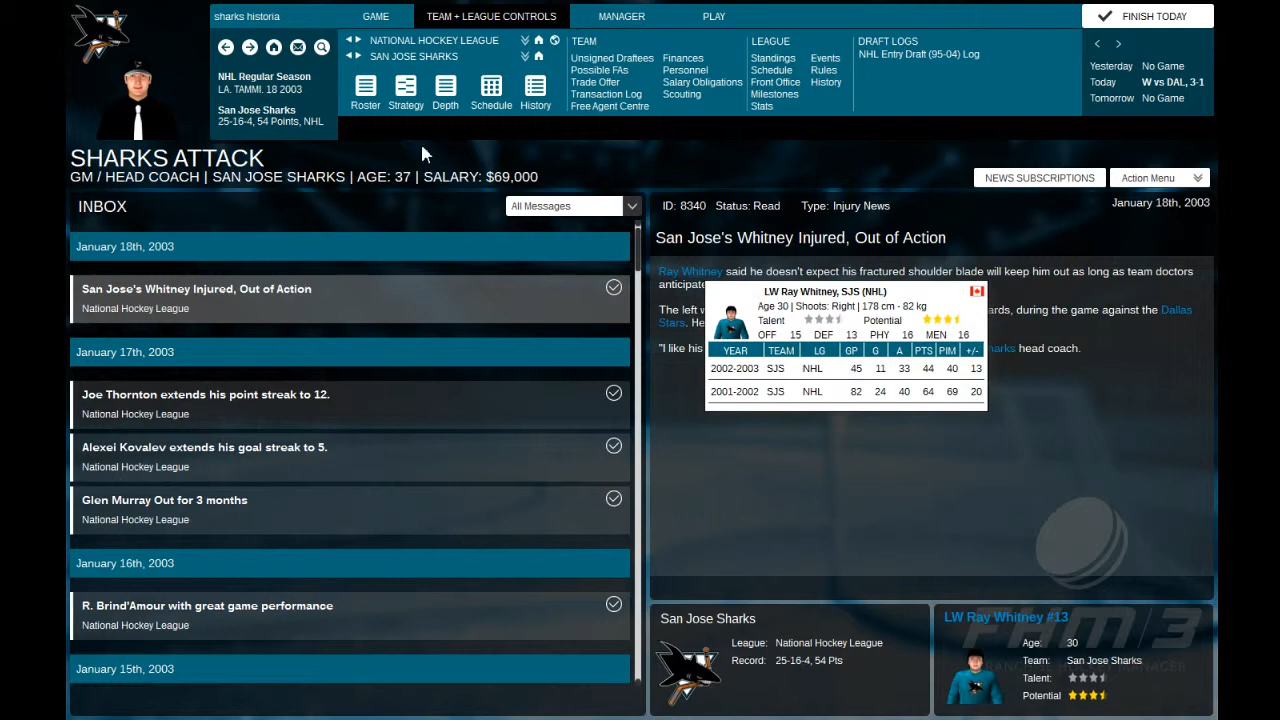 sharks historia
GAME
TEAM + LEAGUE CONTROLS
MANAGER
PLAY
FINISH TODAY
NHL Regular Season
LA. TAMMI. 18 2003
San Jose Sharks
25-16-4, 54 Points, NHL
NATIONAL HOCKEY LEAGUE
SAN JOSE SHARKS
Roster Strategy Depth Schedule History
TEAM
Unsigned Draftees
Possible FAs
Trade Offer
Transaction Log
Free Agent Centre
Finances
Personnel
Salary Obligations
Scouting
LEAGUE
Standings
Schedule
Front Office
Milestones
Stats
Events
Rules
History
DRAFT LOGS
NHL Entry Draft (95-04) Log
Yesterday No Game
Today W vs DAL, 3-1
Tomorrow No Game
SHARKS ATTACK
GM / HEAD COACH | SAN JOSE SHARKS | AGE: 37 | SALARY: $69,000
NEWS SUBSCRIPTIONS
Action Menu
INBOX
All Messages
January 18th, 2003
San Jose's Whitney Injured, Out of Action
National Hockey League
January 17th, 2003
Joe Thornton extends his point streak to 12.
National Hockey League
Alexei Kovalev extends his goal streak to 5.
National Hockey League
Glen Murray Out for 3 months
National Hockey League
January 16th, 2003
R. Brind'Amour with great game performance
National Hockey League
January 15th, 2003
ID: 8340 Status: Read Type: Injury News
January 18th, 2003
San Jose's Whitney Injured, Out of Action
Ray Whitney said he doesn't expect his fractured shoulder blade will keep him out as long as team doctors
anticipate
The left w ards, during the game against the Dallas
Stars. He
"I like his arks head coach.
LW Ray Whitney, SJS (NHL)
Age 30 | Shoots: Right | 178 cm - 82 kg
Talent Potential
OFF 15 DEF 13 PHY 16 MEN 16
YEAR TEAM LG GP G A PTS PIM +/-
2002-2003 SJS NHL 45 11 33 44 40 13
2001-2002 SJS NHL 82 24 40 64 69 20
San Jose Sharks
League: National Hockey League
Record: 25-16-4, 54 Pts
LW Ray Whitney #13
Age: 30
Team: San Jose Sharks
Talent:
Potential
FHM/3
FRANCHISE HOCKEY MANAGER